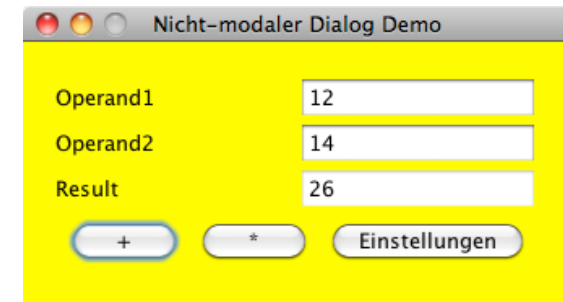 Nicht-modaler Dialog Demo
Operand1 12
Operand2 14
Result 26
+ * Einstellungen